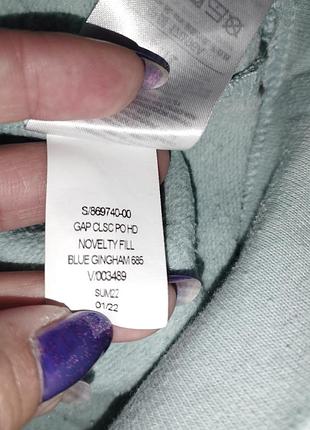 S/869740-00
GAP CLSC PO HD
NOVELTY FILL
BLUE GINGHAM 685
V/003489
SUM22
01/22